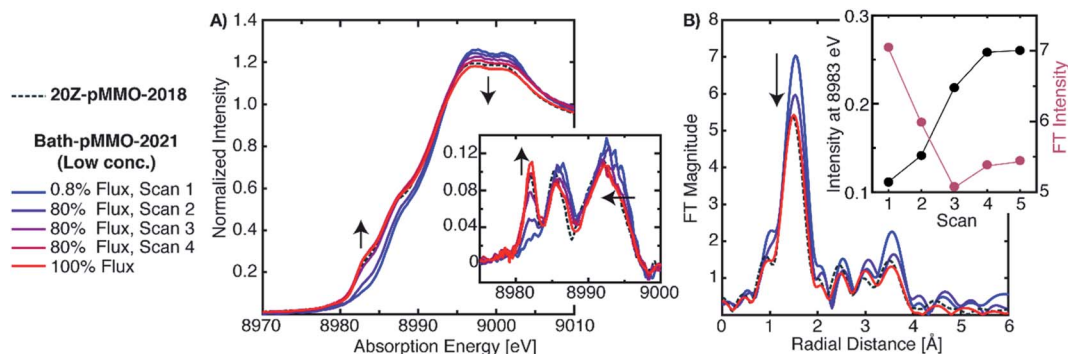 20Z-pMMO-2018
Bath-pMMO-2021
(Low conc.)
0.8% Flux, Scan 1
80% Flux, Scan 2
80% Flux, Scan 3
80% Flux, Scan 4
100% Flux
A)
Normalized Intensity
1.4
1.2
1.0
0.8
0.6
0.4
0.2
8970 8980 8990 9000 9010
Absorption Energy [eV]
0.12
0.08
0.04
0
8980 8990 9000
B)
FT Magnitude
8
7
6
5
4
3
2
1
0 1 2 3 4 5 6
Radial Distance [Å]
Intensity at 8983 eV
0.3
0.2
0.1
1 2 3 4 5
Scan
7
6
5
FT Intensity